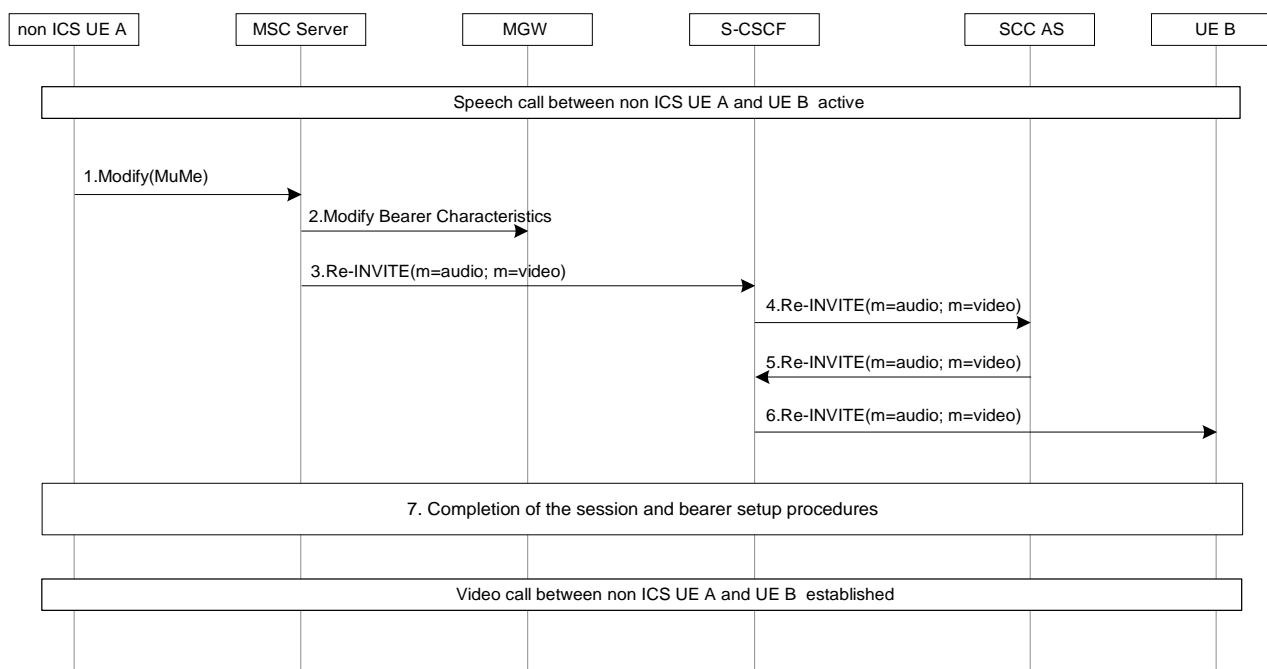 non ICS UE A
MSC Server
MGW
S-CSCF
SCC AS
UE B
Speech call between non ICS UE A and UE B active
1.Modify(MuMe)
2.Modify Bearer Characteristics
3.Re-INVITE(m=audio; m=video)
4.Re-INVITE(m=audio; m=video)
5.Re-INVITE(m=audio; m=video)
6.Re-INVITE(m=audio; m=video)
7. Completion of the session and bearer setup procedures
Video call between non ICS UE A and UE B established